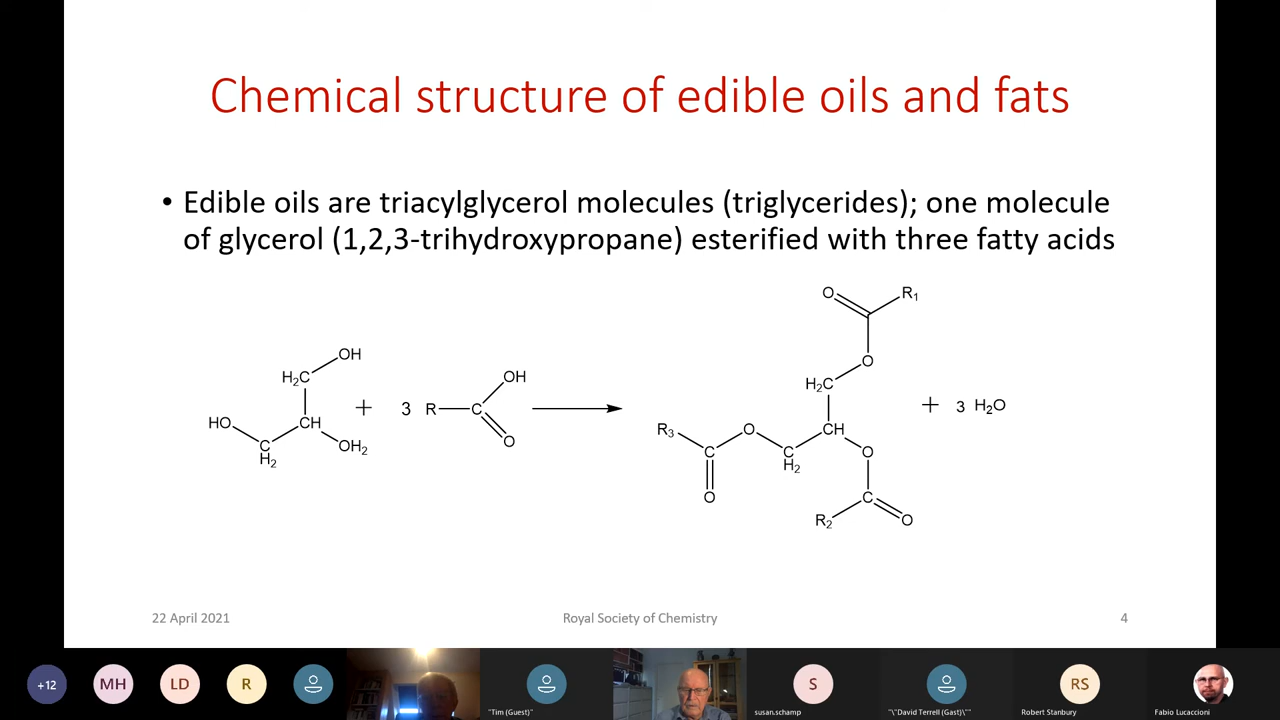 Chemical structure of edible oils and fats
• Edible oils are triacylglycerol molecules (triglycerides); one molecule
of glycerol (1,2,3-trihydroxypropane) esterified with three fatty acids
OH
H₂C
HO
CH
C
H₂
OH₂
+
3
R
C
OH
O
O
R₁
O
H₂C
R₃
O
CH
C
O
C
H₂
O
C
R₂
O
+ 3 H₂O
22 April 2021
Royal Society of Chemistry
4
+12
MH
LD
R
"Tim (Guest)"
S
susan.schamp
"\"David Terrell (Gast)\""
RS
Robert Stanbury
Fabio Lucaccioni